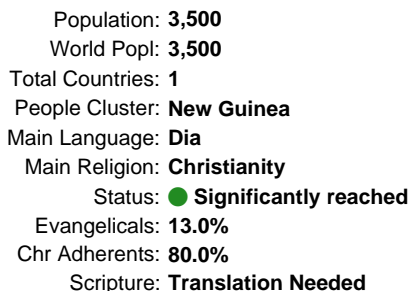 Population: 3,500
World Popl: 3,500
Total Countries: 1
People Cluster: New Guinea
Main Language: Dia
Main Religion: Christianity
Status: Significantly reached
Evangelicals: 13.0%
Chr Adherents: 80.0%
Scripture: Translation Needed